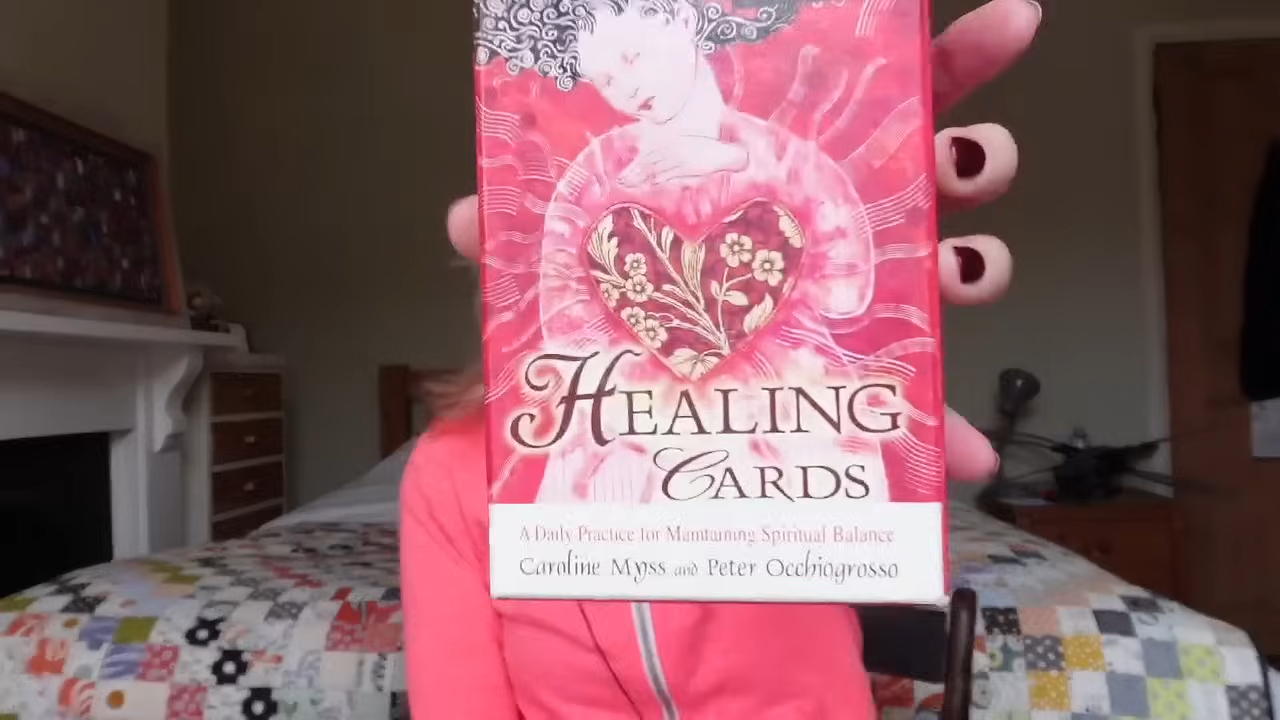 HEALING
CARDS
A Daily Practice for Maintaining Spiritual Balance
Caroline Myss and Peter Occhiogrosso